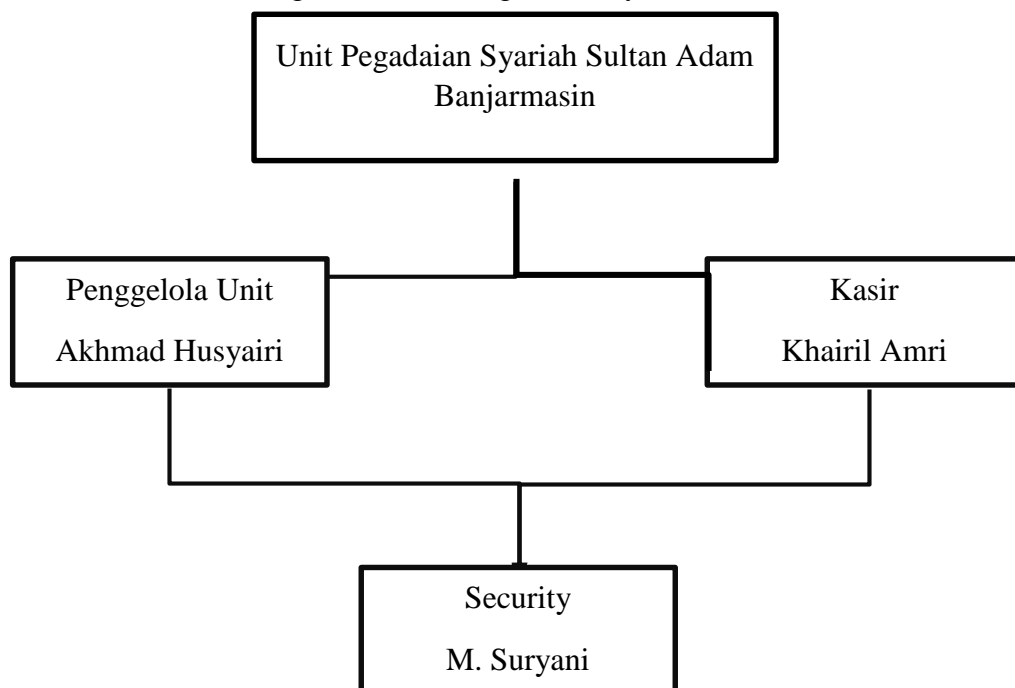 Unit Pegadaian Syariah Sultan Adam
Banjarmasin
Penggelola Unit
Akhmad Husyairi
Kasir
Khairil Amri
Security
M. Suryani